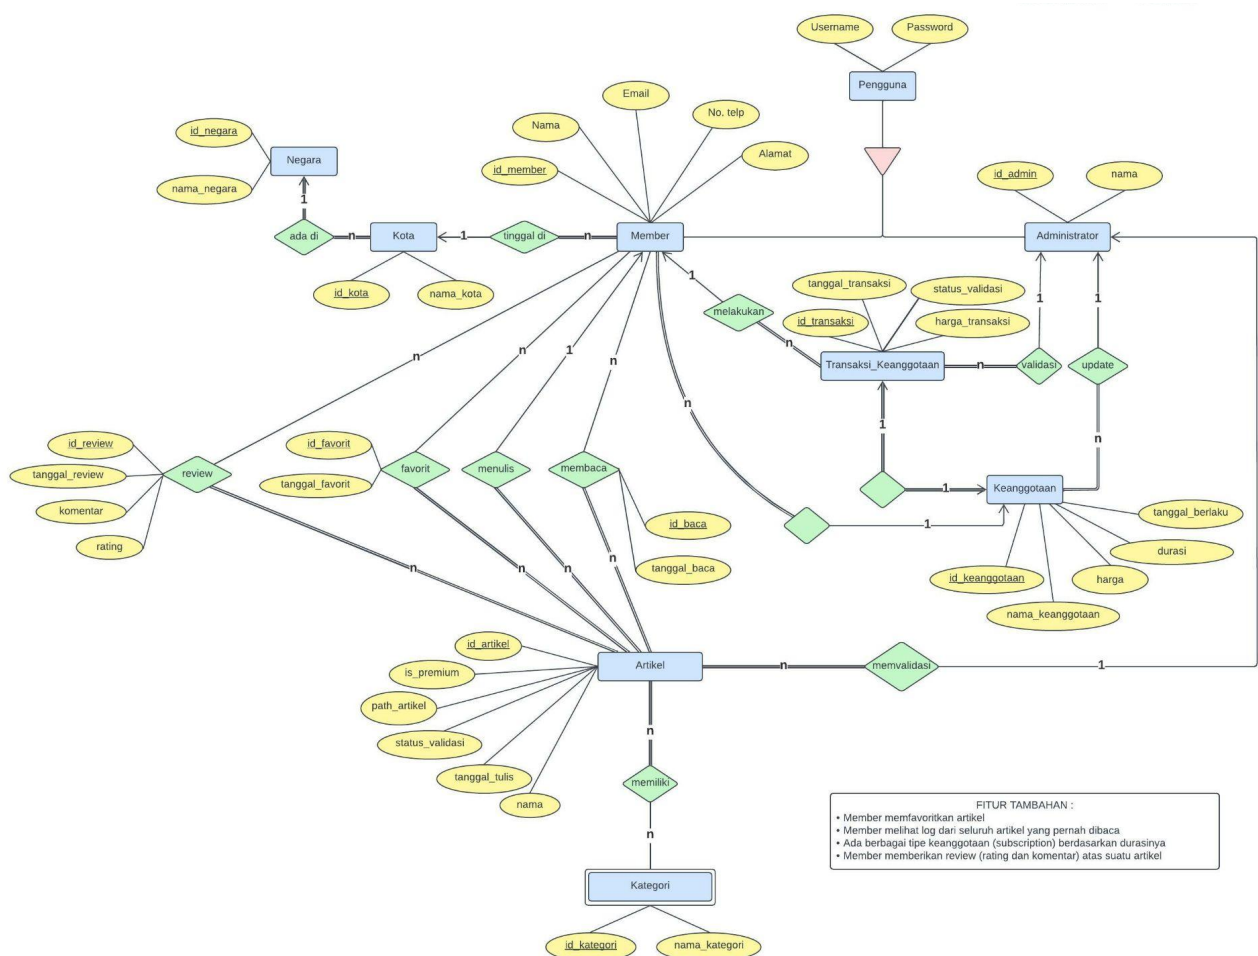 Username
Password
Pengguna
Email
No. telp
Nama
Alamat
id_member
id_negara
Negara
nama_negara
1
ada di
n
Kota
1
tinggal di
n
Member
id_kota
nama_kota
id_admin
nama
Administrator
1
melakukan
n
tanggal_transaksi
status_validasi
id_transaksi
harga_transaksi
Transaksi_Keanggotaan
n
validasi
1
update
1
n
1
1
Keanggotaan
n
1
tanggal_berlaku
durasi
harga
id_keanggotaan
nama_keanggotaan
n
n
1
n
id_review
tanggal_review
komentar
rating
review
id_favorit
tanggal_favorit
favorit
menulis
membaca
id_baca
tanggal_baca
n
n
n
n
id_artikel
is_premium
path_artikel
status_validasi
tanggal_tulis
nama
Artikel
n
memvalidasi
1
n
memiliki
n
Kategori
id_kategori
nama_kategori
FITUR TAMBAHAN :
• Member memfavoritkan artikel
• Member melihat log dari seluruh artikel yang pernah dibaca
• Ada berbagai tipe keanggotaan (subscription) berdasarkan durasinya
• Member memberikan review (rating dan komentar) atas suatu artikel